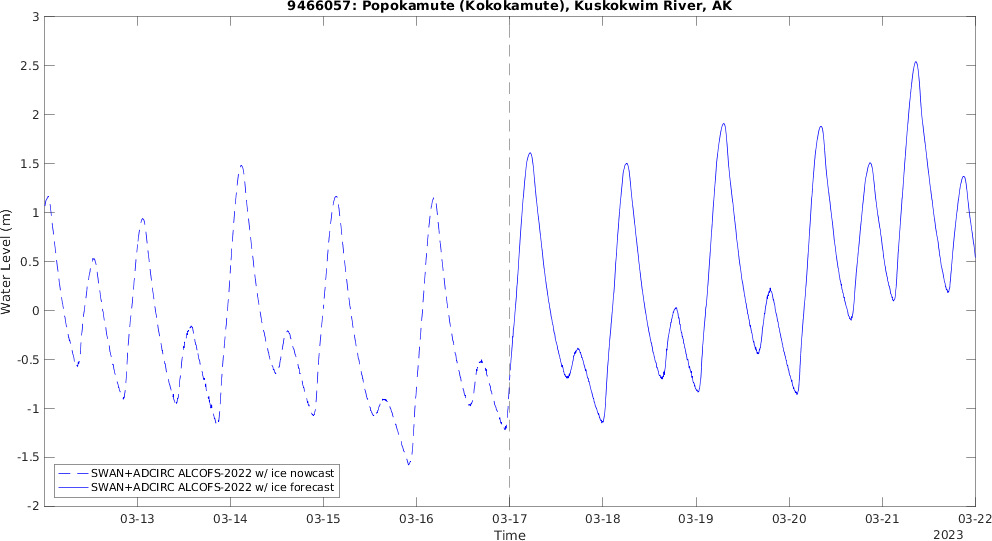 9466057: Popokamute (Kokokamute), Kuskokwim River, AK
3
2.5
2
1.5
1
0.5
0
-0.5
-1
-1.5
-2
Water Level (m)
SWAN+ADCIRC ALCOFS-2022 w/ ice nowcast
SWAN+ADCIRC ALCOFS-2022 w/ ice forecast
03-13 03-14 03-15 03-16 03-17 03-18 03-19 03-20 03-21 03-22
Time
2023